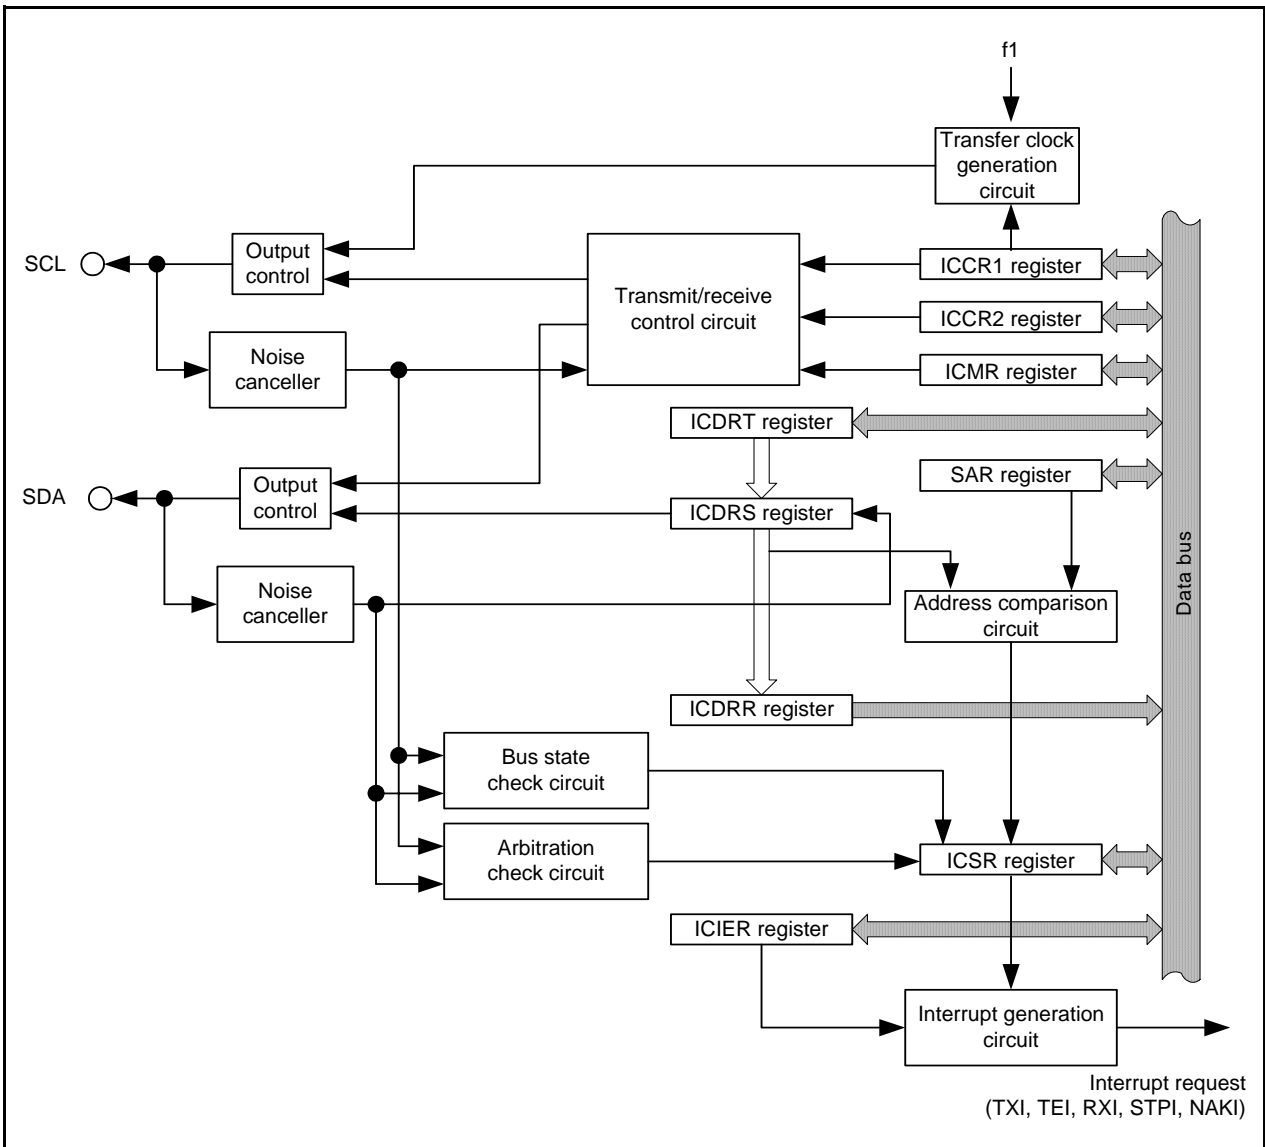 f1
Transfer clock
generation
circuit
SCL
Output
control
Transmit/receive
control circuit
ICCR1 register
ICCR2 register
Noise
canceller
ICMR register
ICDRT register
SDA
Output
control
SAR register
ICDRS register
Noise
canceller
Address comparison
circuit
Data bus
ICDRR register
Bus state
check circuit
Arbitration
check circuit
ICSR register
ICIER register
Interrupt generation
circuit
Interrupt request
(TXI, TEI, RXI, STPI, NAKI)